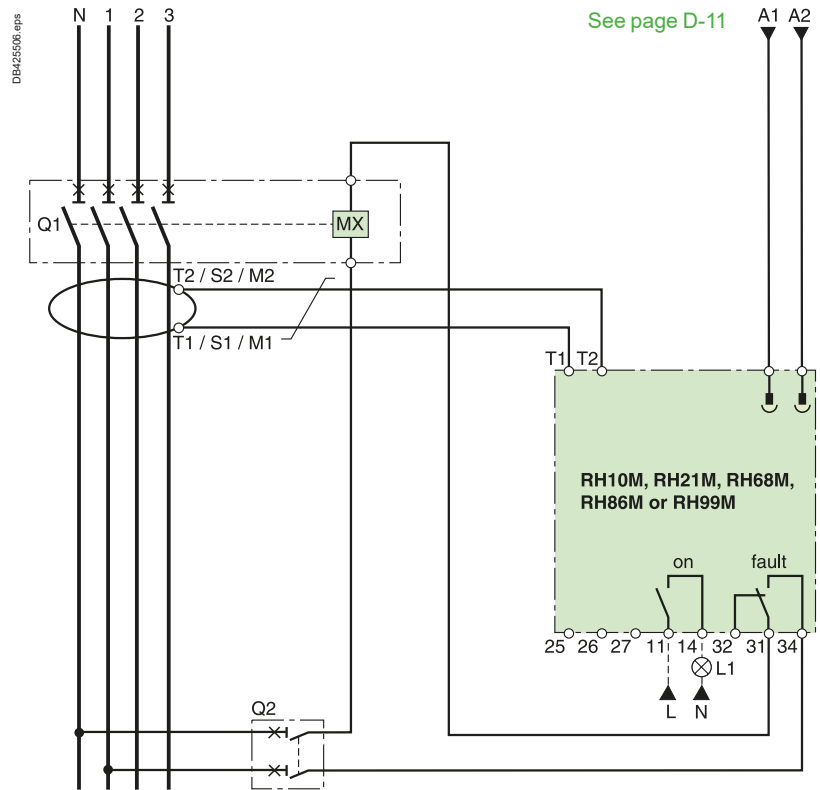 DB425506.eps
N 1 2 3
See page D-11
A1 A2
Q1
MX
T2 / S2 / M2
T1 / S1 / M1
T1 T2
RH10M, RH21M, RH68M,
RH86M or RH99M
on fault
25 26 27 11 14 32 31 34
L1
L N
Q2